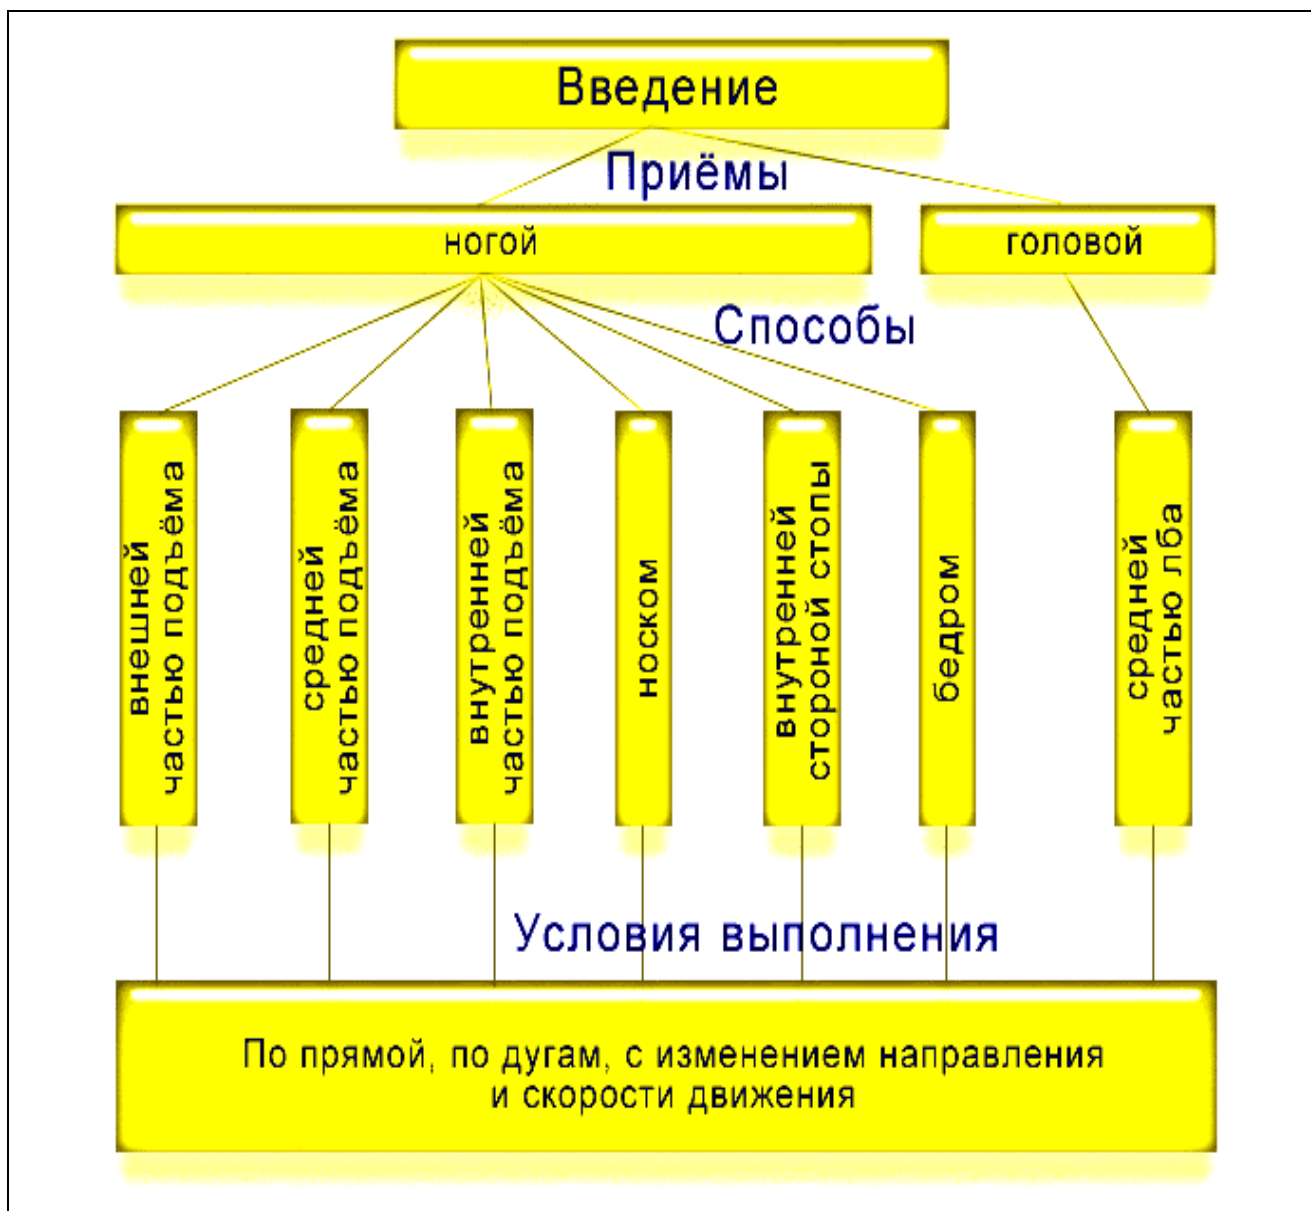 Введение
Приёмы
ногой
головой
Способы
внешней
частью подъёма
средней
частью подъёма
внутренней
частью подъёма
носком
внутренней
стороной стопы
бедром
средней
частью лба
Условия выполнения
По прямой, по дугам, с изменением направления
и скорости движения